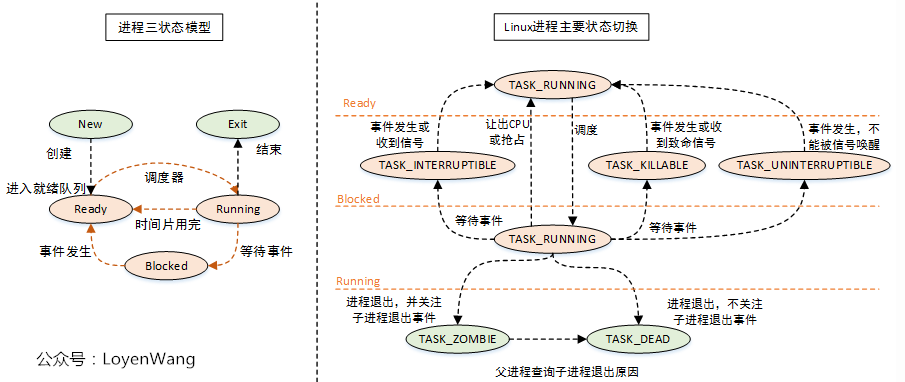 进程三状态模型
New
Exit
创建
结束
进入就绪队列
调度器
Ready
Running
时间片用完
事件发生
等待事件
Blocked
公众号：LoyenWang
Linux进程主要状态切换
TASK_RUNNING
Ready
事件发生或
收到信号
让出CPU
或抢占
调度
事件发生或收
到致命信号
事件发生，不
能被信号唤醒
TASK_INTERRUPTIBLE
TASK_KILLABLE
TASK_UNINTERRUPTIBLE
Blocked
等待事件
等待事件
TASK_RUNNING
Running
进程退出，并关注
子进程退出事件
进程退出，不关注
子进程退出事件
TASK_ZOMBIE
TASK_DEAD
父进程查询子进程退出原因